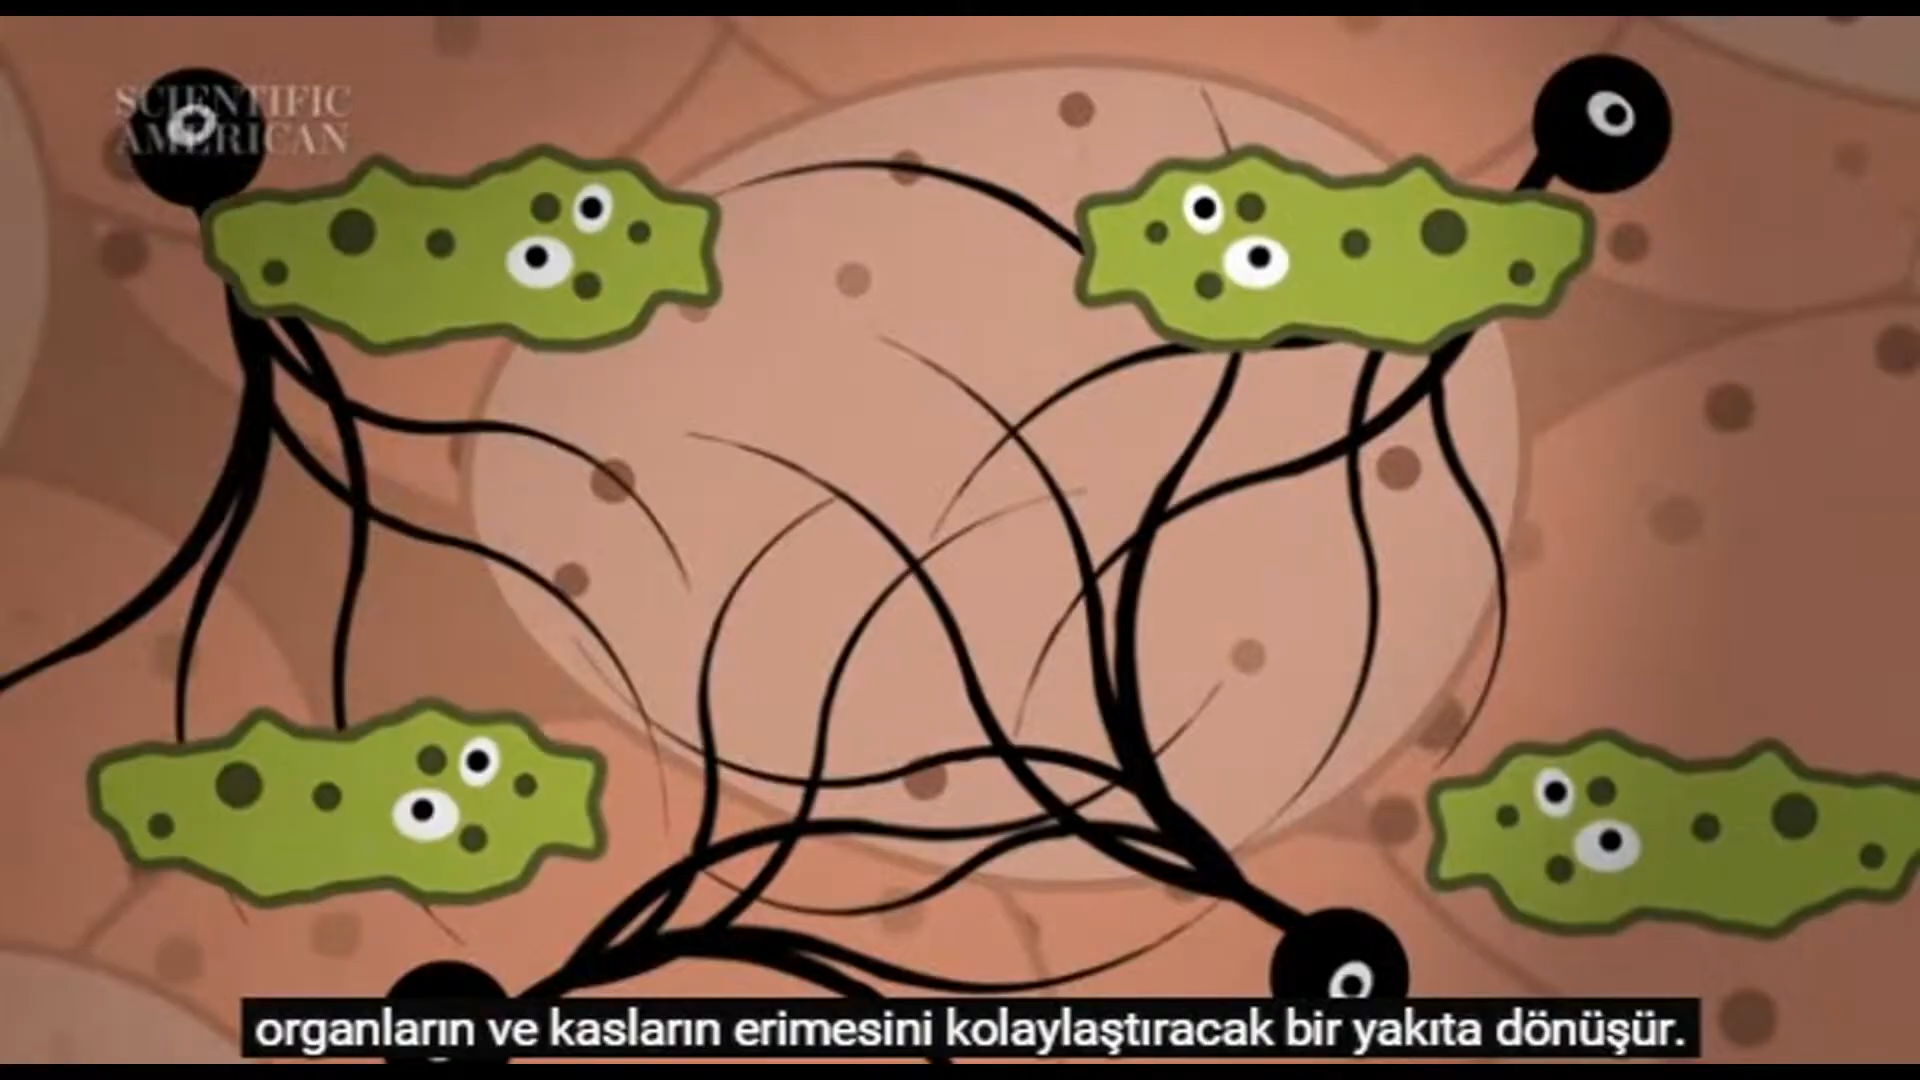 SCIENTIFIC
AMERICAN
organların ve kasların erimesini kolaylaştıracak bir yakıta dönüşür.